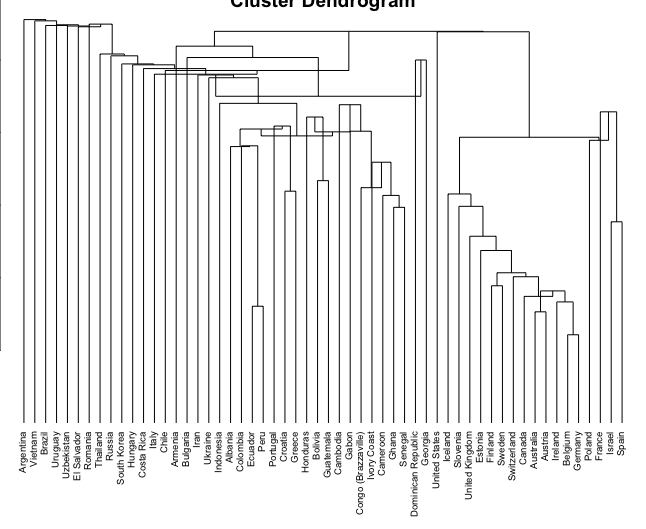 Cluster Dendrogram
Argentina
Vietnam
Brazil
Uruguay
Uzbekistan
El Salvador
Romania
Thailand
Russia
South Korea
Hungary
Costa Rica
Italy
Chile
Armenia
Bulgaria
Iran
Ukraine
Indonesia
Albania
Colombia
Ecuador
Peru
Portugal
Croatia
Greece
Honduras
Bolivia
Guatemala
Cambodia
Gabon
Congo (Brazzaville)
Ivory Coast
Cameroon
Ghana
Senegal
Dominican Republic
Georgia
United States
Iceland
Slovenia
United Kingdom
Estonia
Finland
Sweden
Switzerland
Canada
Australia
Austria
Ireland
Belgium
Germany
Poland
France
Israel
Spain